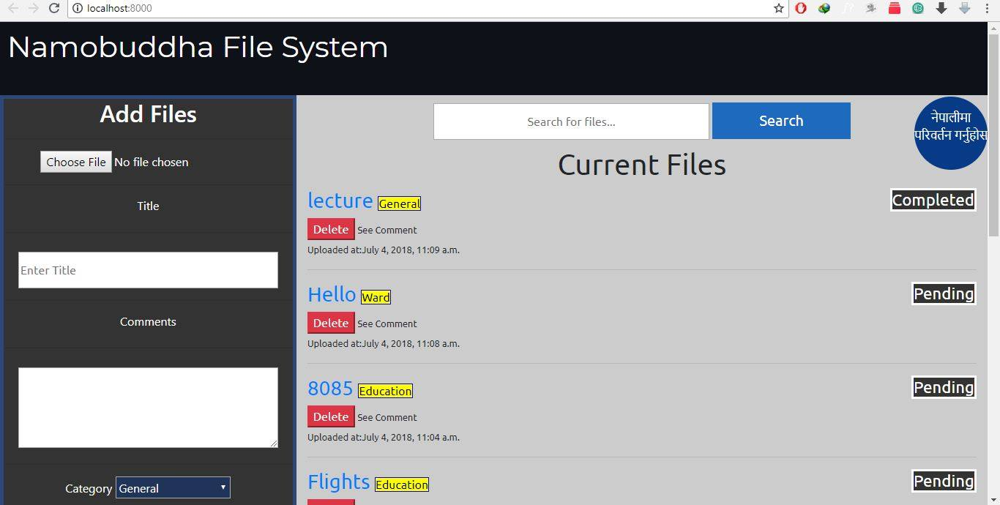 localhost:8000
Namobuddha File System
Add Files
Choose File No file chosen
Title
Enter Title
Comments
Category General
Search for files... Search
नेपालीमा
परिवर्तन गर्नुहोस
Current Files
lecture General Completed
Delete See Comment
Uploaded at:July 4, 2018, 11:09 a.m.
Hello Ward Pending
Delete See Comment
Uploaded at:July 4, 2018, 11:08 a.m.
8085 Education Pending
Delete See Comment
Uploaded at:July 4, 2018, 11:04 a.m.
Flights Education Pending